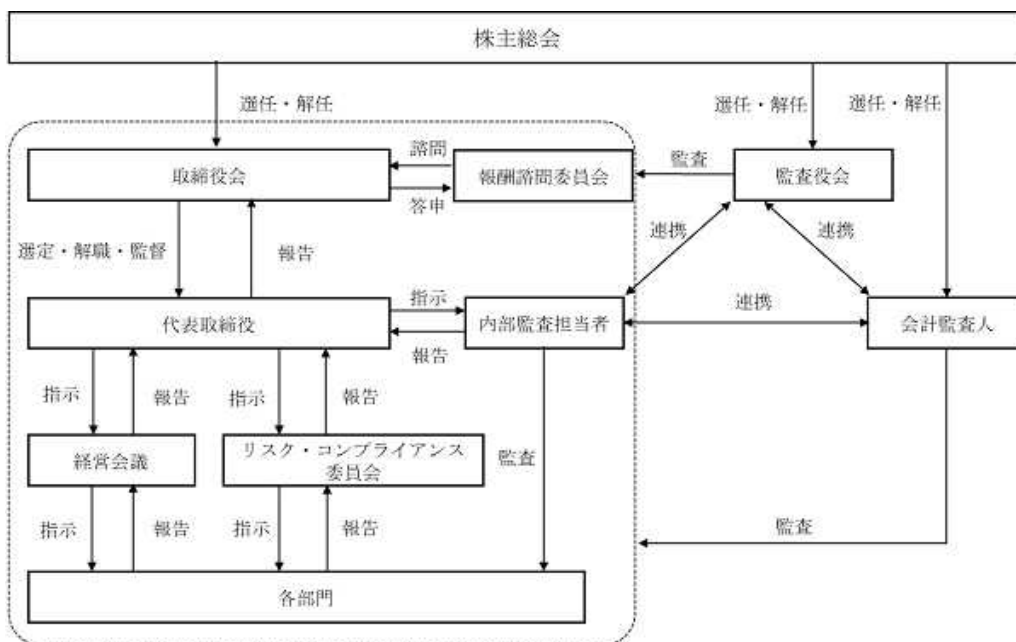 株主総会
選任・解任
選任・解任
選任・解任
取締役会
諮問
答申
報酬諮問委員会
監査
監査役会
選定・解職・監督
報告
連携
連携
代表取締役
指示
報告
内部監査担当者
連携
会計監査人
指示
報告
指示
報告
経営会議
リスク・コンプライアンス
委員会
監査
指示
報告
指示
報告
監査
各部門